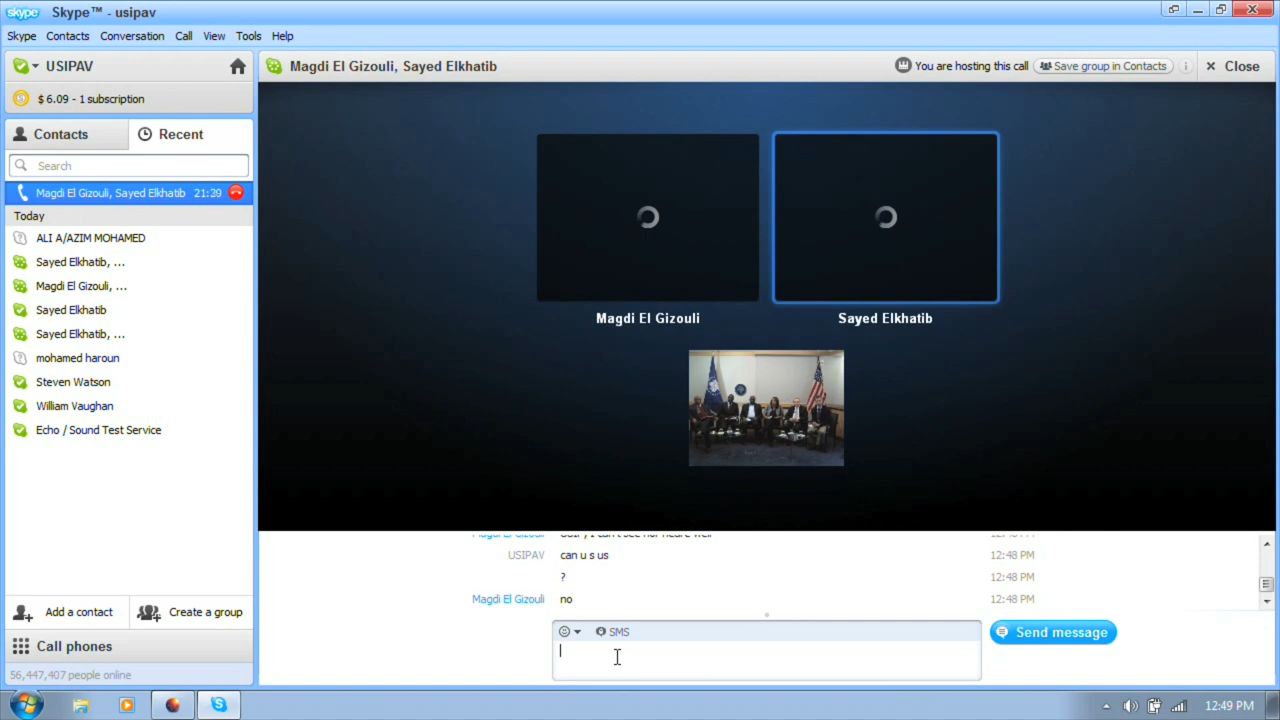 skype Skype™ - usipav
Skype Contacts Conversation Call View Tools Help
USIPAV
$ 6.09 - 1 subscription
Contacts Recent
Search
Magdi El Gizouli, Sayed Elkhatib 21:39
Today
ALI A/AZIM MOHAMED
Sayed Elkhatib, ...
Magdi El Gizouli, ...
Sayed Elkhatib
Sayed Elkhatib, ...
mohamed haroun
Steven Watson
William Vaughan
Echo / Sound Test Service
Add a contact Create a group
Call phones
56,447,407 people online
Magdi El Gizouli, Sayed Elkhatib You are hosting this call Save group in Contacts Close
Magdi El Gizouli Sayed Elkhatib
USIPAV can u s us 12:48 PM
? 12:48 PM
Magdi El Gizouli no 12:48 PM
SMS
Send message
12:49 PM